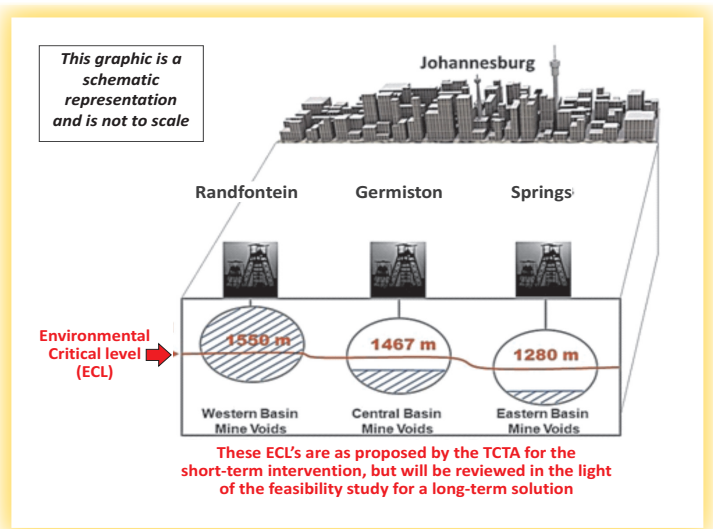 This graphic is a
schematic
representation
and is not to scale
Johannesburg
Randfontein
Germiston
Springs
Environmental
Critical level
(ECL)
1550 m
1467 m
1280 m
Western Basin
Mine Voids
Central Basin
Mine Voids
Eastern Basin
Mine Voids
These ECL's are as proposed by the TCTA for the
short-term intervention, but will be reviewed in the light
of the feasibility study for a long-term solution